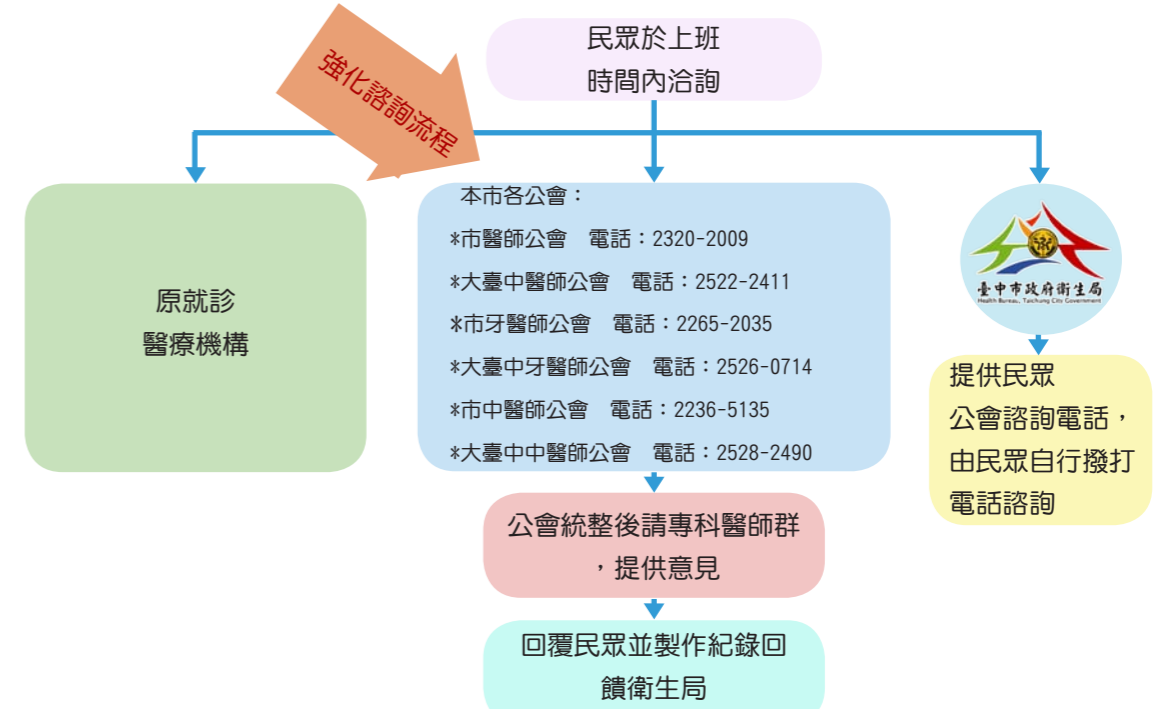 民眾於上班
時間內洽詢
強化諮詢流程
原就診
醫療機構
本市各公會：
*市醫師公會　電話：2320-2009
*大臺中醫師公會　電話：2522-2411
*市牙醫師公會　電話：2265-2035
*大臺中牙醫師公會　電話：2526-0714
*市中醫師公會　電話：2236-5135
*大臺中中醫師公會　電話：2528-2490
臺中市政府衛生局
Health Bureau, Taichung City Government
提供民眾
公會諮詢電話，
由民眾自行撥打
電話諮詢
公會統整後請專科醫師群
，提供意見
回覆民眾並製作紀錄回
饋衛生局